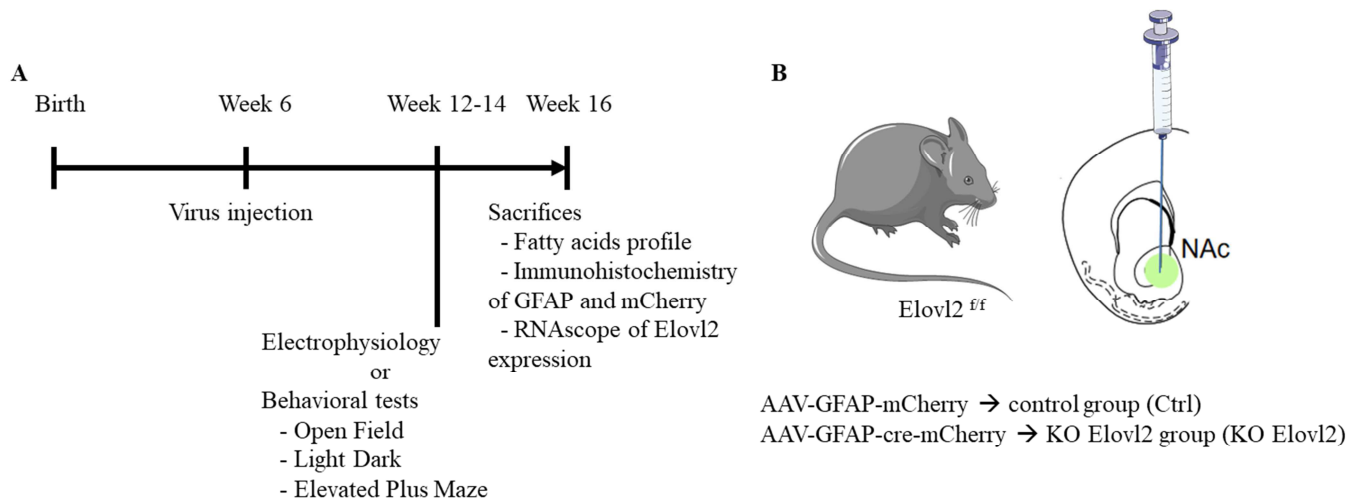 A
Birth
Week 6
Week 12-14
Week 16
Virus injection
Sacrifices
- Fatty acids profile
- Immunohistochemistry
of GFAP and mCherry
- RNAscope of Elovl2
expression
Electrophysiology
or
Behavioral tests
- Open Field
- Light Dark
- Elevated Plus Maze
B
NAc
Elovl2 f/f
AAV-GFAP-mCherry → control group (Ctrl)
AAV-GFAP-cre-mCherry → KO Elovl2 group (KO Elovl2)